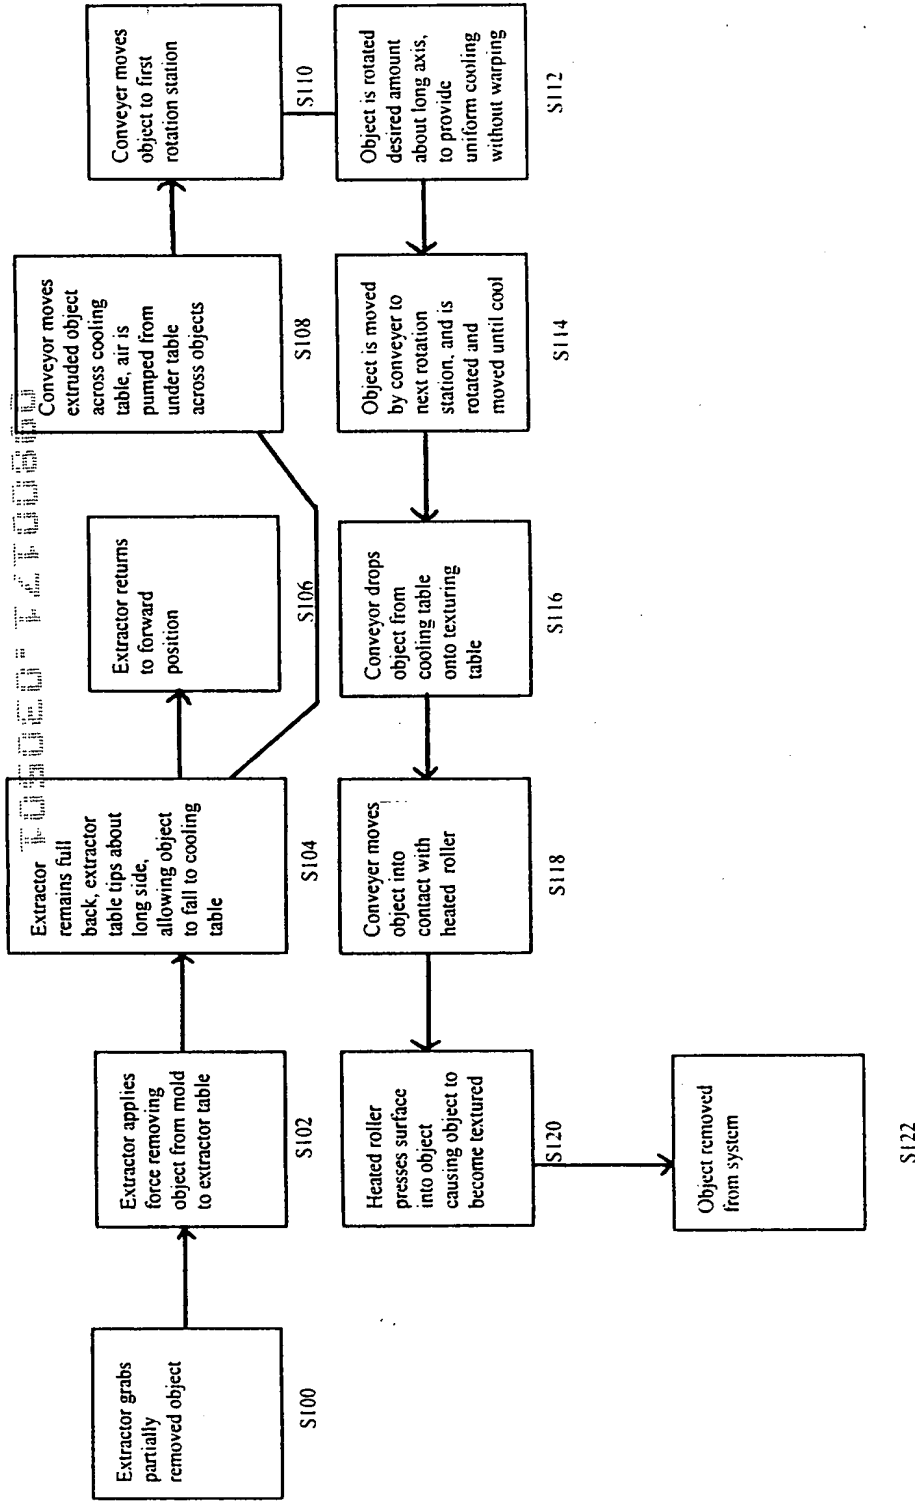 Extractor grabs
partially
removed object
S100
Extractor applies
force removing
object from mold
to extractor table
S102
Extractor
remains full
back, extractor
table tips about
long side,
allowing object
to fall to cooling
table
S104
Extractor returns
to forward
position
S106
Conveyor moves
extruded object
across cooling
table, air is
pumped from
under table
across objects
S108
Conveyer moves
object to first
rotation station
S110
Object is rotated
desired amount
about long axis,
to provide
uniform cooling
without warping
S112
Object is moved
by conveyer to
next rotation
station, and is
rotated and
moved until cool
S114
Conveyor drops
object from
cooling table
onto texturing
table
S116
Conveyer moves
object into
contact with
heated roller
S118
Heated roller
presses surface
into object
causing object to
become textured
S120
Object removed
from system
S122